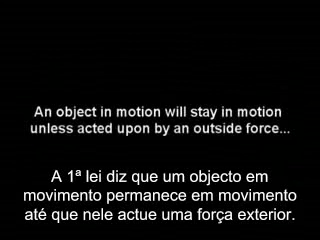 An object in motion will stay in motion
unless acted upon by an outside force...
A 1ª lei diz que um objecto em
movimento permanece em movimento
até que nele actue uma força exterior.